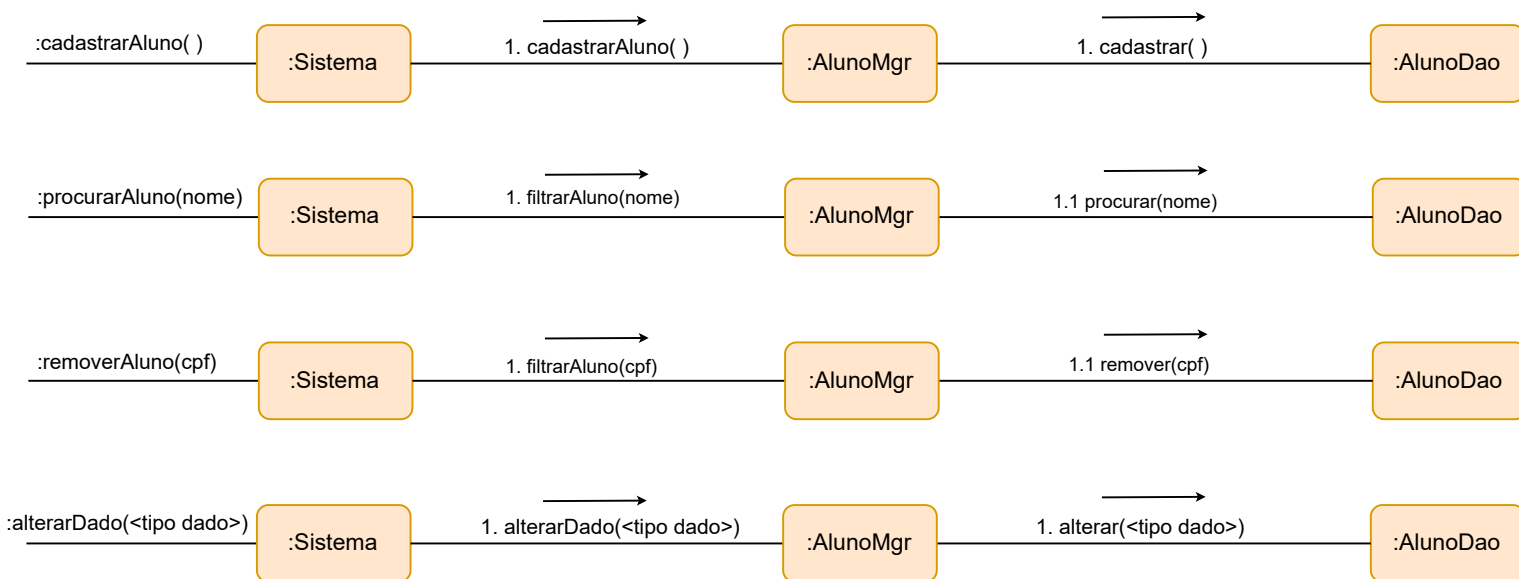 :cadastrarAluno( )
:Sistema
1. cadastrarAluno( )
:AlunoMgr
1. cadastrar( )
:AlunoDao
:procurarAluno(nome)
:Sistema
1. filtrarAluno(nome)
:AlunoMgr
1.1 procurar(nome)
:AlunoDao
:removerAluno(cpf)
:Sistema
1. filtrarAluno(cpf)
:AlunoMgr
1.1 remover(cpf)
:AlunoDao
:alterarDado(<tipo dado>)
:Sistema
1. alterarDado(<tipo dado>)
:AlunoMgr
1. alterar(<tipo dado>)
:AlunoDao